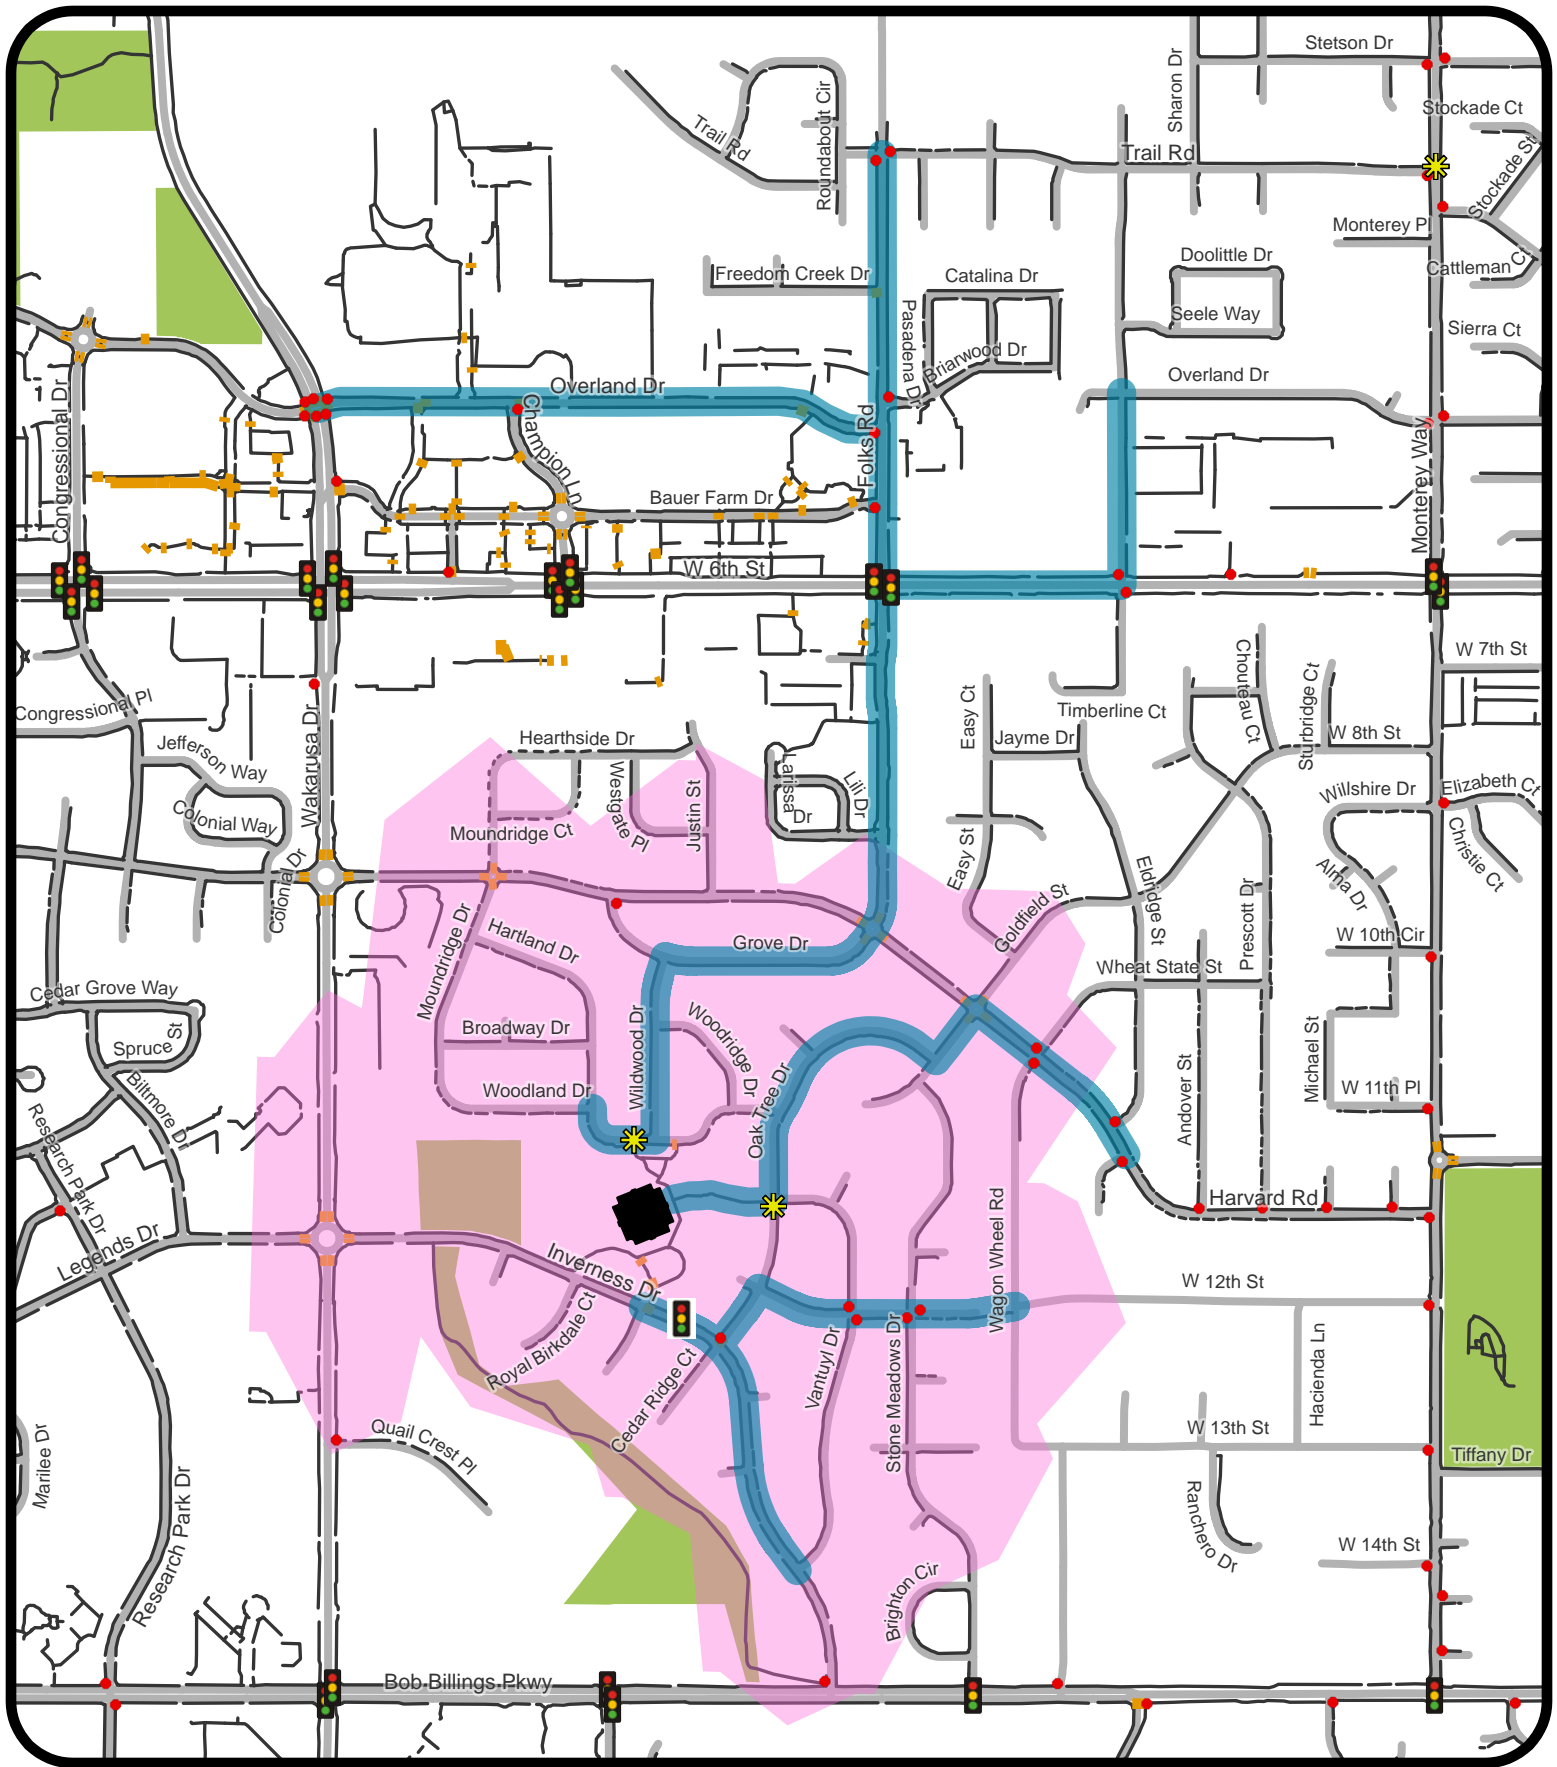 Stetson Dr
Sharon Dr
Stockade Ct
Trail Rd
Roundabout Cir
Trail Rd
Stockade St
Monterey Pl
Doolittle Dr
Cattleman Ct
Freedom Creek Dr
Catalina Dr
Seele Way
Pasadena Dr
Sierra Ct
Briarwood Dr
Overland Dr
Overland Dr
Congressional Dr
Champion Ln
Folks Rd
Monterey Way
Bauer Farm Dr
W 6th St
W 7th St
Chouteau Ct
Sturbridge Ct
Congressional Pl
Easy Ct
Timberline Ct
Jefferson Way
Wakarusa Dr
Hearthside Dr
Jayme Dr
W 8th St
Westgate Pl
Justin St
Larissa Dr
Lili Dr
Willshire Dr
Elizabeth Ct
Colonial Way
Moundridge Ct
Easy St
Christie Ct
Colonial Dr
Eldridge St
Prescott Dr
Alma Dr
Goldfield St
Moundridge Dr
Hartland Dr
Grove Dr
W 10th Cir
Wheat State St
Cedar Grove Way
Spruce St
Broadway Dr
Wildwood Dr
Woodridge Dr
Michael St
Biltmore Dr
Woodland Dr
Oak Tree Dr
Andover St
W 11th Pl
Research Park Dr
Wagon Wheel Rd
Harvard Rd
Legends Dr
Inverness Dr
W 12th St
Royal Birkdale Ct
Cedar Ridge Ct
Vantuyl Dr
Stone Meadows Dr
Hacienda Ln
Marilee Dr
Quail Crest Pl
W 13th St
Tiffany Dr
Research Park Dr
Ranchero Dr
W 14th St
Brighton Cir
Bob Billings Pkwy